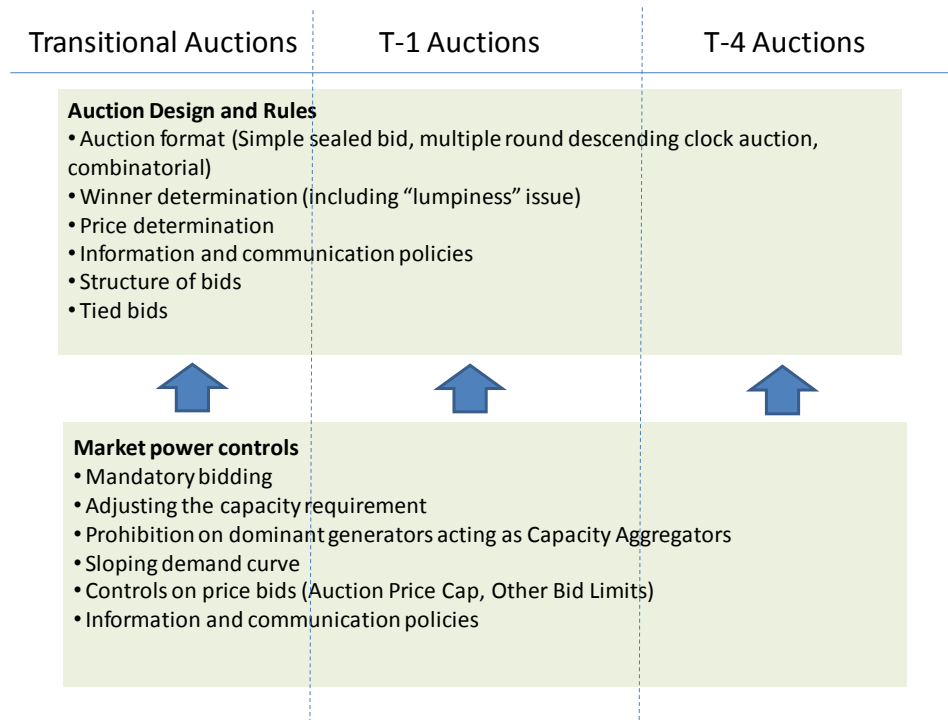 Transitional Auctions T-1 Auctions T-4 Auctions
Auction Design and Rules
• Auction format (Simple sealed bid, multiple round descending clock auction,
combinatorial)
• Winner determination (including “lumpiness” issue)
• Price determination
• Information and communication policies
• Structure of bids
• Tied bids
Market power controls
• Mandatory bidding
• Adjusting the capacity requirement
• Prohibition on dominant generators acting as Capacity Aggregators
• Sloping demand curve
• Controls on price bids (Auction Price Cap, Other Bid Limits)
• Information and communication policies